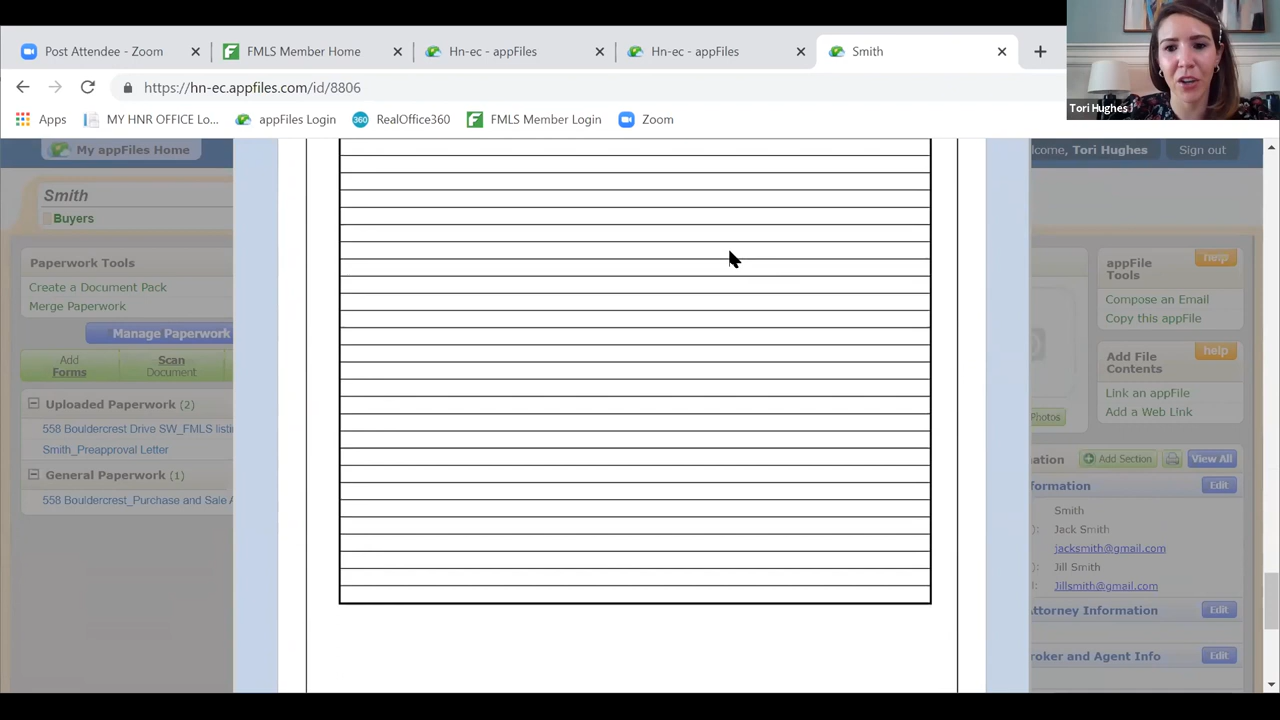 Post Attendee - Zoom
FMLS Member Home
Hn-ec - appFiles
Hn-ec - appFiles
Smith
https://hn-ec.appfiles.com/id/8806
Tori Hughes
Apps
MY HNR OFFICE Lo...
appFiles Login
360
RealOffice360
FMLS Member Login
Zoom
My appFiles Home
lcome, Tori Hughes
Sign out
Smith
Buyers
Paperwork Tools
Create a Document Pack
Merge Paperwork
Manage Paperwork
Add
Forms
Scan
Document
Uploaded Paperwork (2)
558 Bouldercrest Drive SW_FMLS listi
Smith_Preapproval Letter
General Paperwork (1)
558 Bouldercrest_Purchase and Sale A
appFile
Tools
help
Compose an Email
Copy this appFile
Add File
Contents
help
Link an appFile
Add a Web Link
Photos
mation
Add Section
View All
formation
Edit
Smith
): Jack Smith
jacksmith@gmail.com
): Jill Smith
Jillsmith@gmail.com
ttorney Information
Edit
roker and Agent Info
Edit